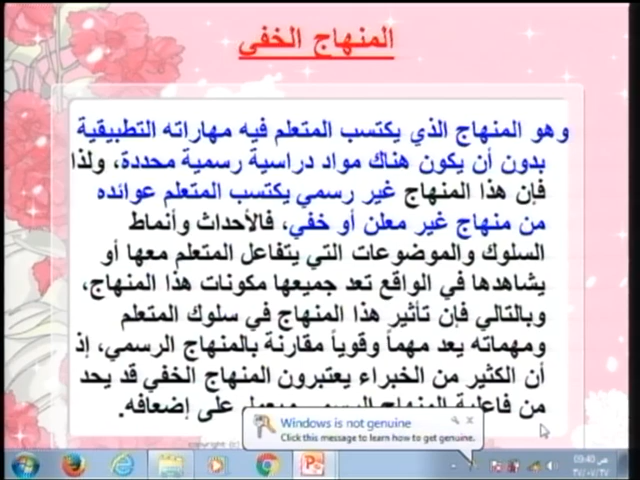 المنهاج الخفي
وهو المنهاج الذي يكتسب المتعلم فيه مهاراته التطبيقية
بدون أن يكون هناك مواد دراسية رسمية محددة، ولذا
فإن هذا المنهاج غير رسمي يكتسب المتعلم عوائده
من منهاج غير معلن أو خفي، فالأحداث وأنماط
السلوك والموضوعات التي يتفاعل المتعلم معها أو
يشاهدها في الواقع تعد جميعها مكونات هذا المنهاج،
وبالتالي فإن تأثير هذا المنهاج في سلوك المتعلم
ومهماته يعد مهماً وقوياً مقارنة بالمنهاج الرسمي، إذ
أن الكثير من الخبراء يعتبرون المنهاج الخفي قد يحد
من فاعلية المنهاج على إضعافه.
Windows is not genuine
Click this message to learn how to get genuine.
Copyright (c)
09:40 ص